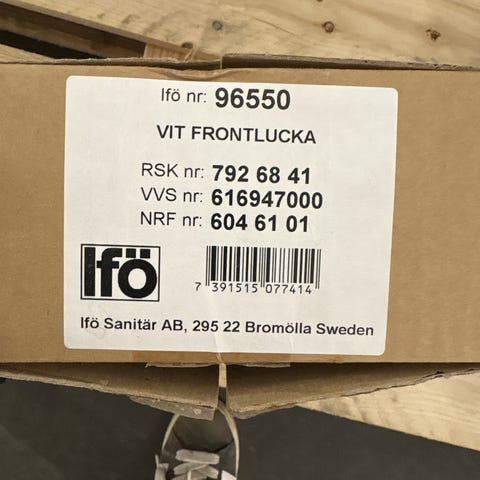 Ifö nr: 96550
VIT FRONTLUCKA
RSK nr: 792 68 41
VVS nr: 616947000
NRF nr: 604 61 01
Ifö
7 391515 077414
Ifö Sanitär AB, 295 22 Bromölla Sweden